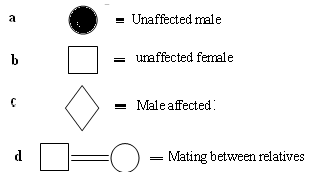 a = Unaffected male
b = unaffected female
c = Male affected:
d = Mating between relatives